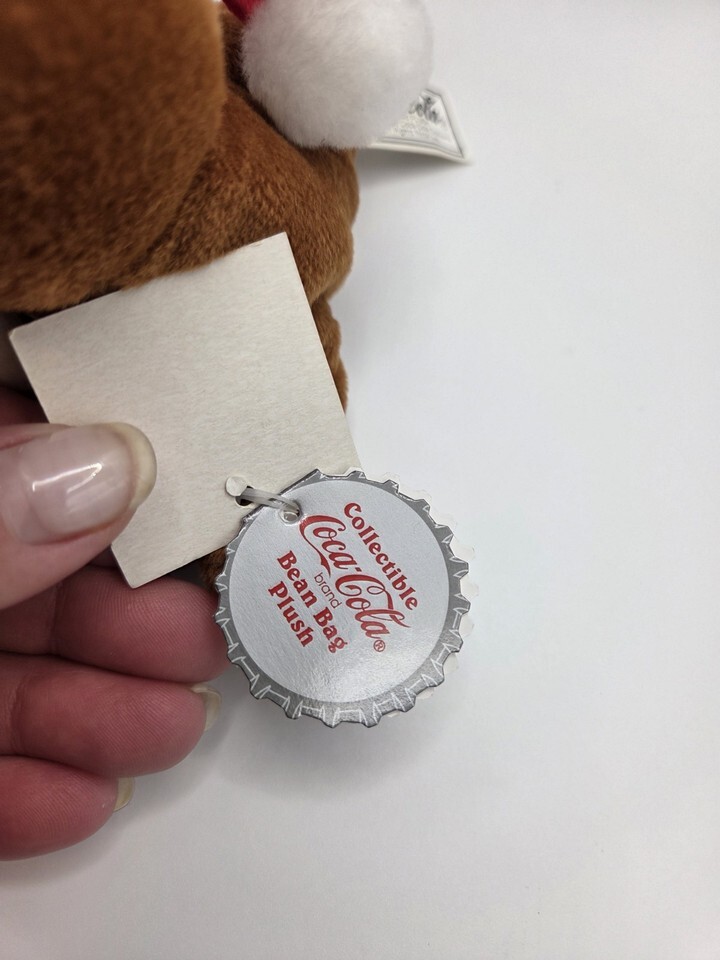 Collectible
Coca-Cola®
brand
Bean Bag
Plush